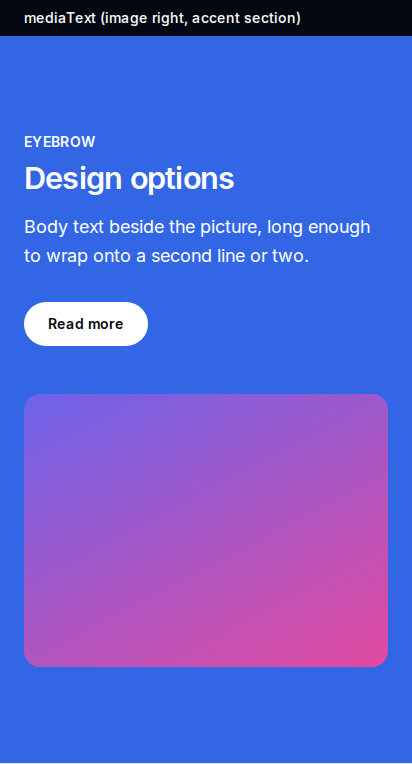 mediaText (image right, accent section)
EYEBROW
Design options
Body text beside the picture, long enough
to wrap onto a second line or two.
Read more